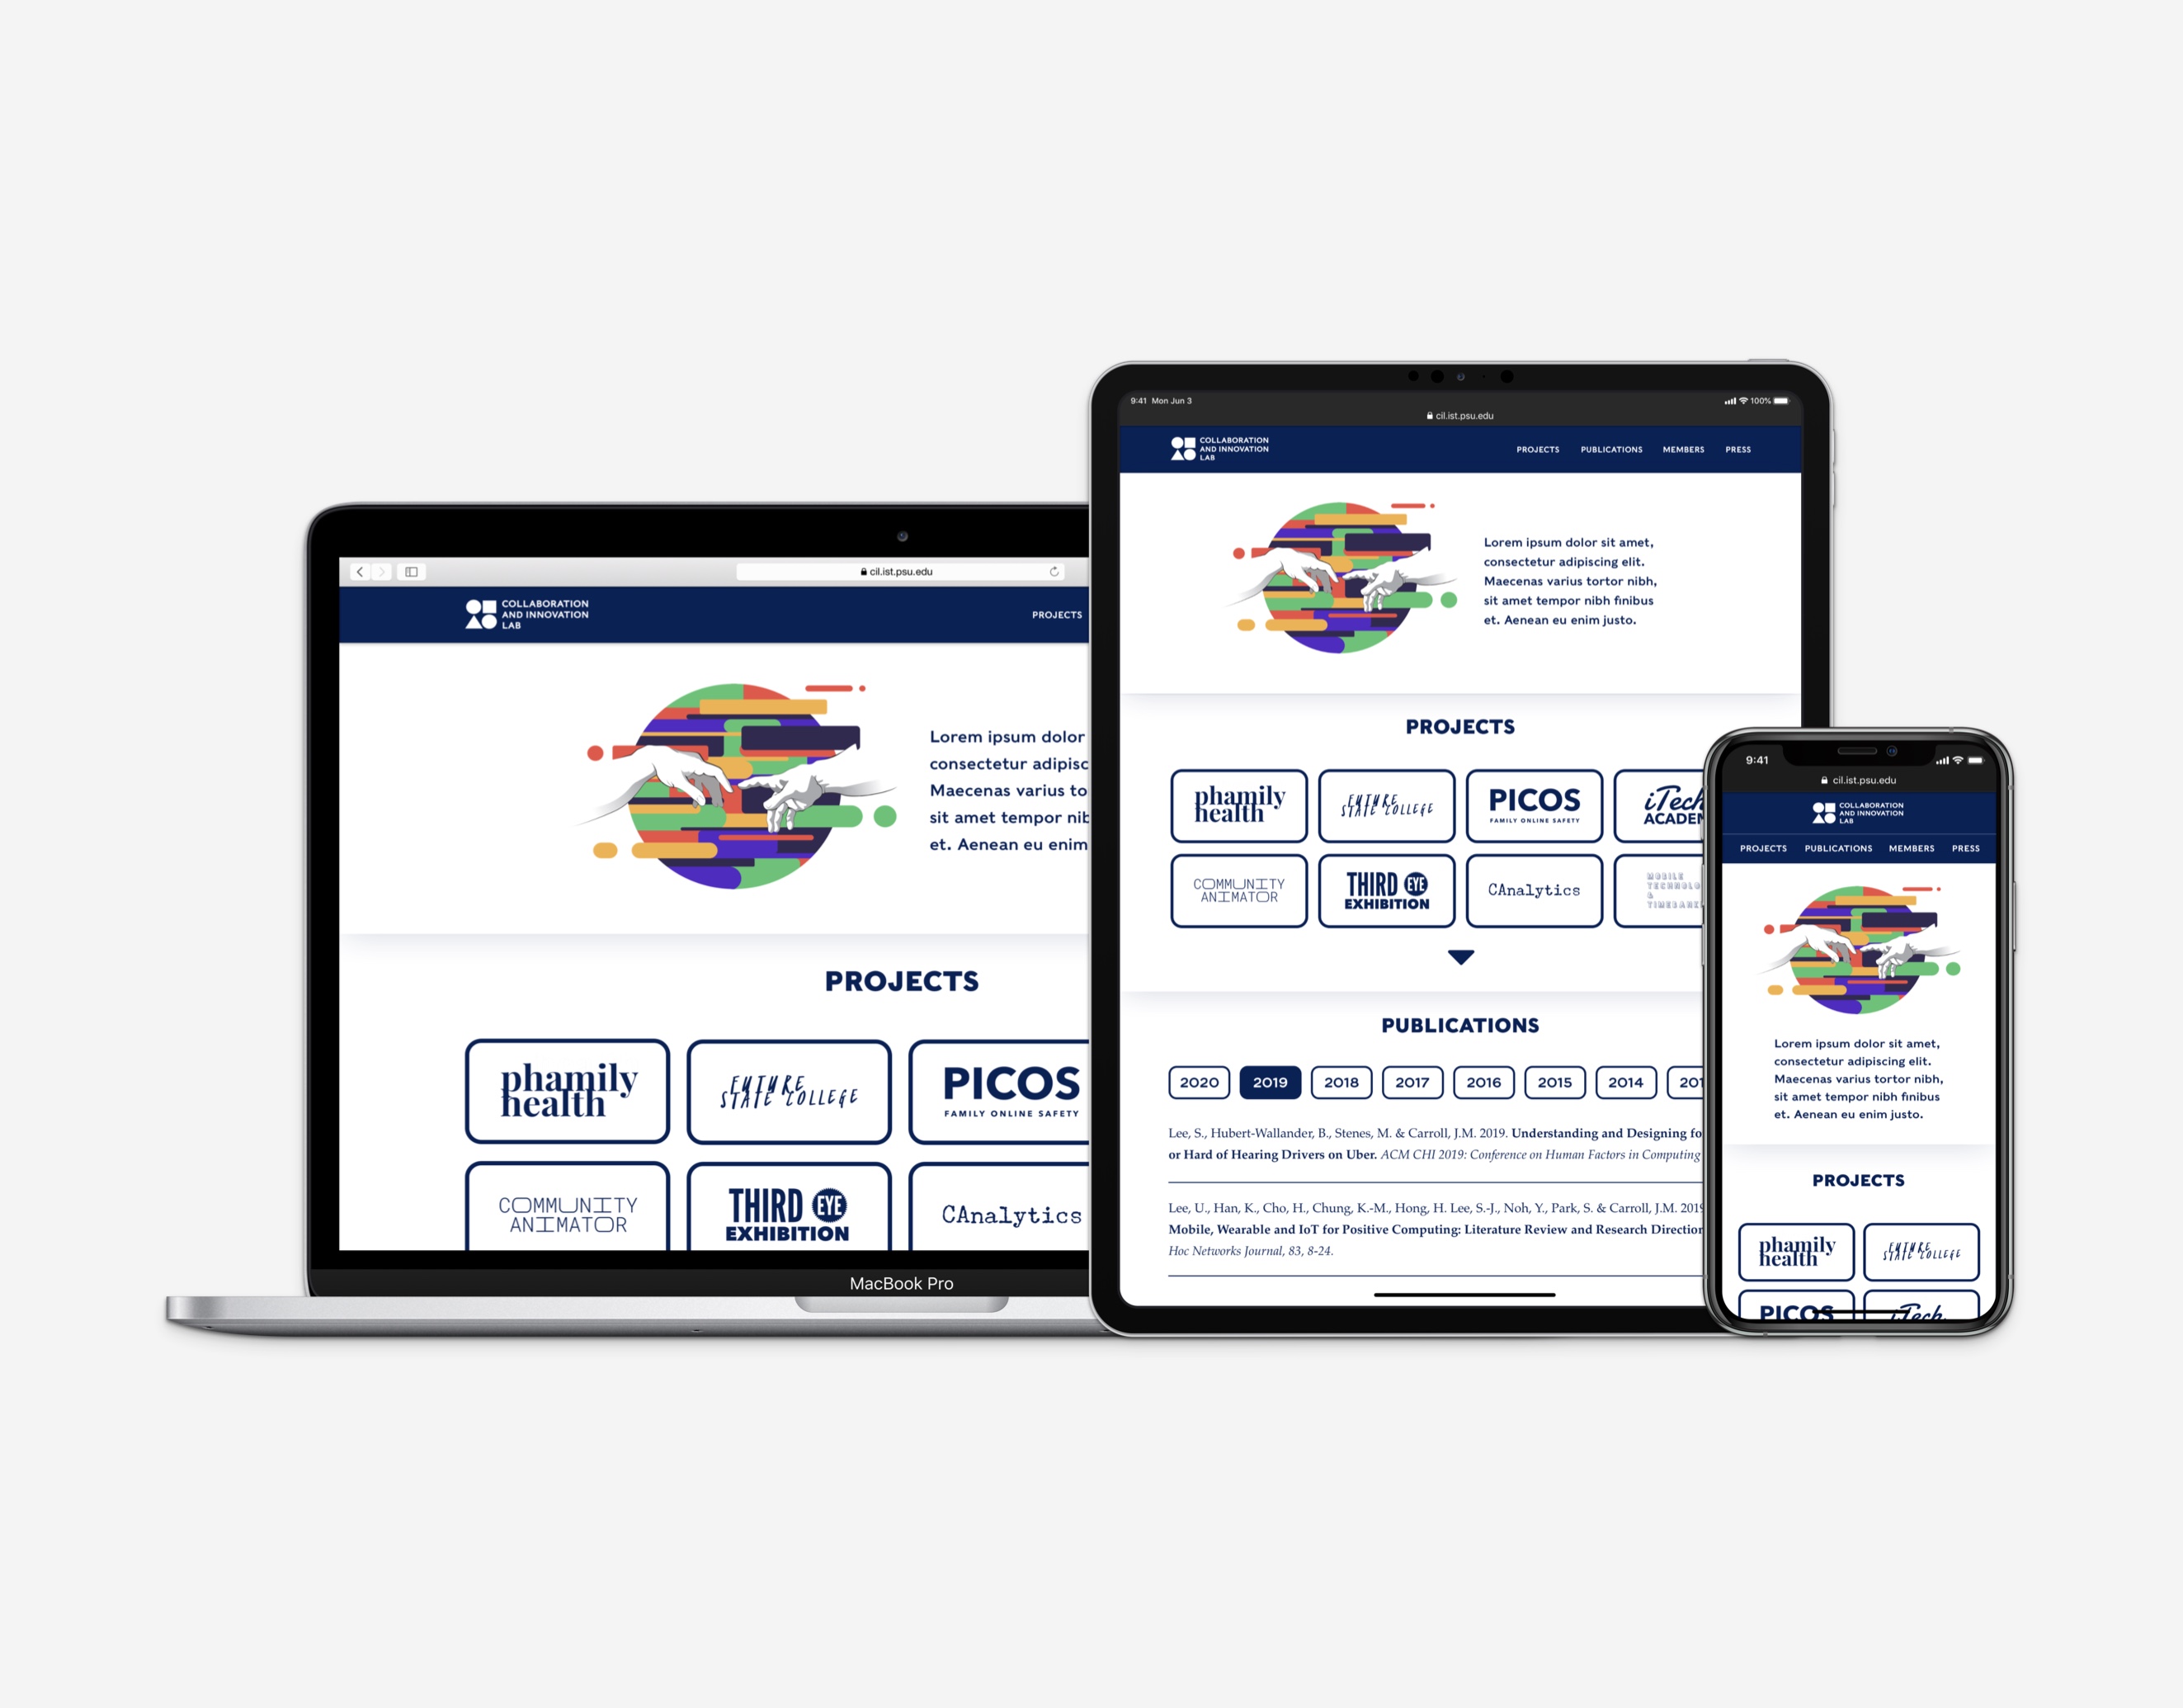 cil.ist.psu.edu
COLLABORATION
AND INNOVATION
LAB
PROJECTS
Lorem ipsum dolor
consectetur adipisc
Maecenas varius to
sit amet tempor nib
et. Aenean eu enim
PROJECTS
phamily
health
FUTURE
STATE COLLEGE
PICOS
FAMILY ONLINE SAFETY
COMMUNITY
ANIMATOR
THIRD EYE
EXHIBITION
CAnalytics
MacBook Pro
9:41 Mon Jun 3
100%
cil.ist.psu.edu
COLLABORATION
AND INNOVATION
LAB
PROJECTS PUBLICATIONS MEMBERS PRESS
Lorem ipsum dolor sit amet,
consectetur adipiscing elit.
Maecenas varius tortor nibh,
sit amet tempor nibh finibus
et. Aenean eu enim justo.
PROJECTS
phamily
health
FUTURE
STATE COLLEGE
PICOS
FAMILY ONLINE SAFETY
iTech
ACADEM
COMMUNITY
ANIMATOR
THIRD EYE
EXHIBITION
CAnalytics
MOBILE
TECHNOLO
&
TIMEBANK
PUBLICATIONS
2020 2019 2018 2017 2016 2015 2014 201
Lee, S., Hubert-Wallander, B., Stenes, M. & Carroll, J.M. 2019. Understanding and Designing fo
or Hard of Hearing Drivers on Uber. ACM CHI 2019: Conference on Human Factors in Computing
Lee, U., Han, K., Cho, H., Chung, K.-M., Hong, H. Lee, S.-J., Noh, Y., Park, S. & Carroll, J.M. 2019
Mobile, Wearable and IoT for Positive Computing: Literature Review and Research Direction
Hoc Networks Journal, 83, 8-24.
9:41
cil.ist.psu.edu
COLLABORATION
AND INNOVATION
LAB
PROJECTS PUBLICATIONS MEMBERS PRESS
Lorem ipsum dolor sit amet,
consectetur adipiscing elit.
Maecenas varius tortor nibh,
sit amet tempor nibh finibus
et. Aenean eu enim justo.
PROJECTS
phamily
health
FUTURE
STATE COLLEGE
PICOS
iTech